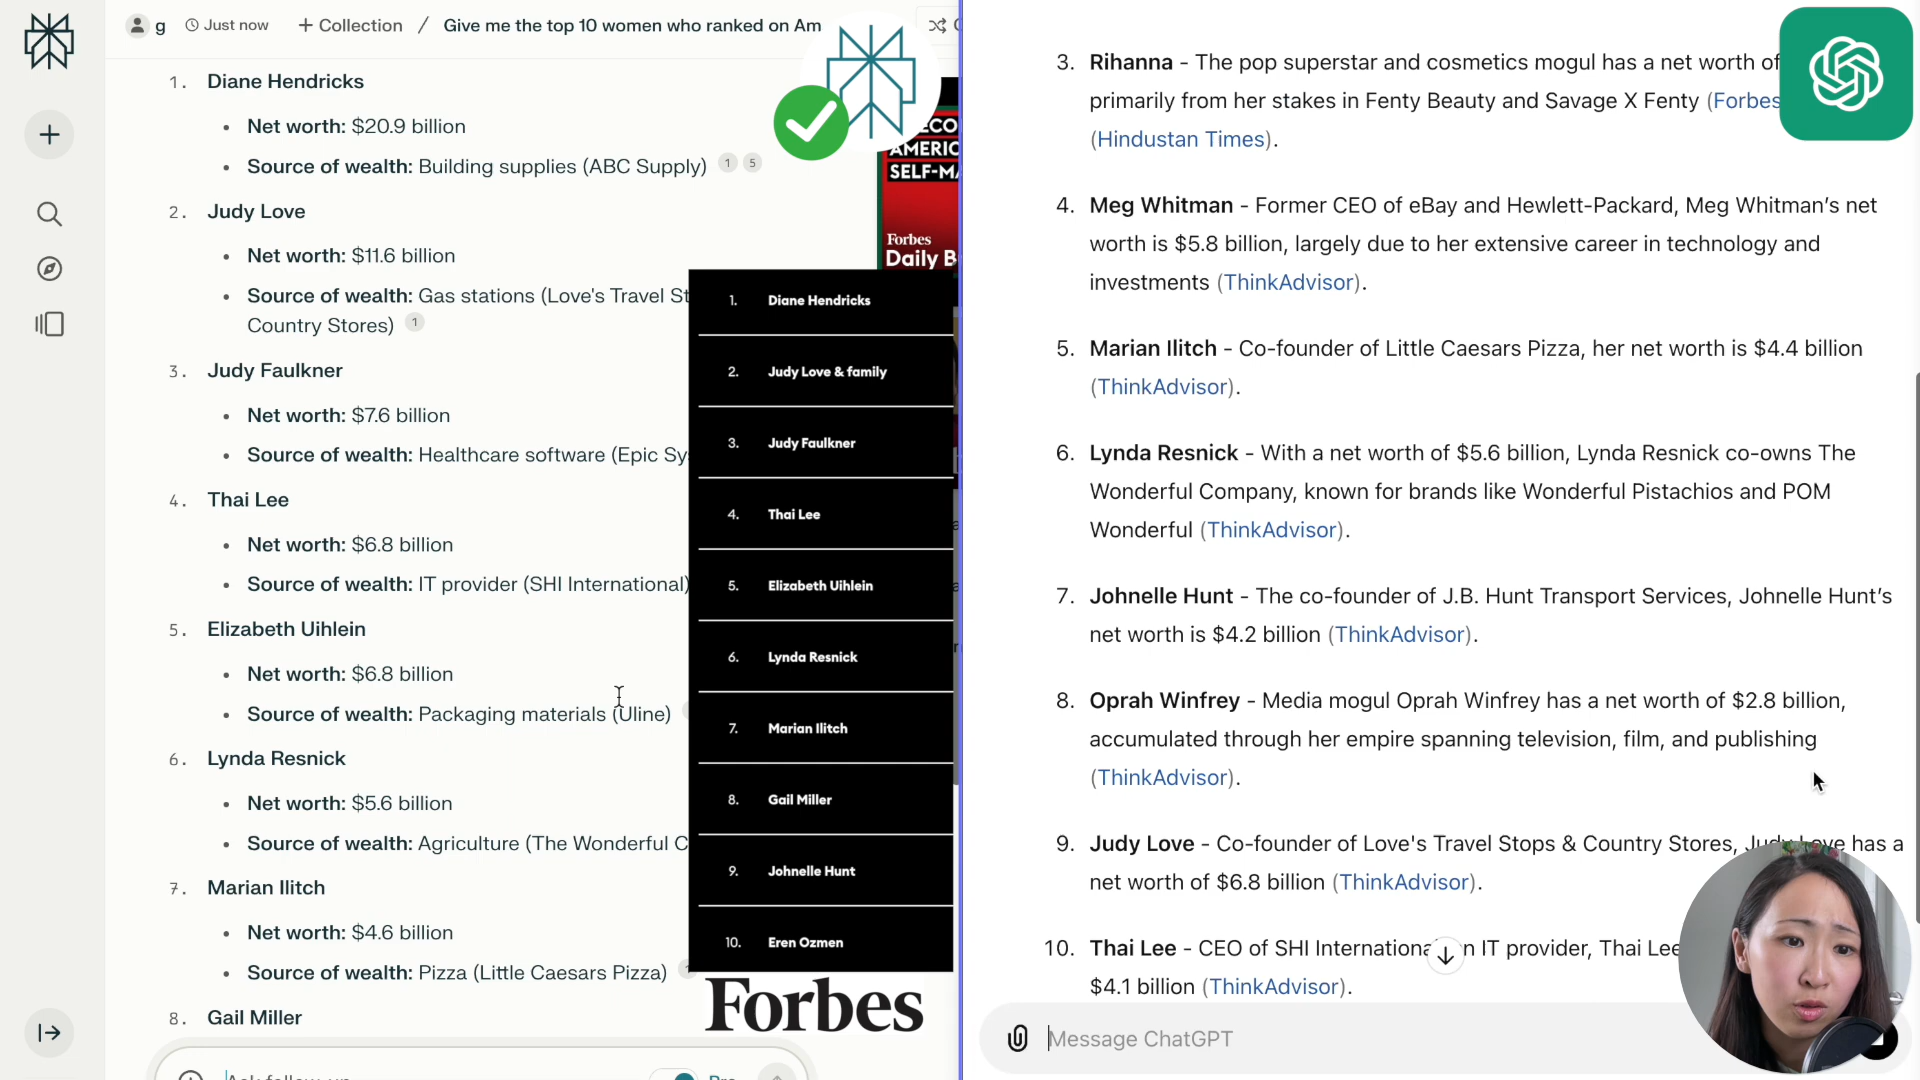 g Just now + Collection / Give me the top 10 women who ranked on Am
1. Diane Hendricks
• Net worth: $20.9 billion
• Source of wealth: Building supplies (ABC Supply) 1 5
2. Judy Love
• Net worth: $11.6 billion
• Source of wealth: Gas stations (Love's Travel St
Country Stores) 1
3. Judy Faulkner
• Net worth: $7.6 billion
• Source of wealth: Healthcare software (Epic Sy
4. Thai Lee
• Net worth: $6.8 billion
• Source of wealth: IT provider (SHI International)
5. Elizabeth Uihlein
• Net worth: $6.8 billion
• Source of wealth: Packaging materials (Uline)
6. Lynda Resnick
• Net worth: $5.6 billion
• Source of wealth: Agriculture (The Wonderful C
7. Marian Ilitch
• Net worth: $4.6 billion
• Source of wealth: Pizza (Little Caesars Pizza)
8. Gail Miller
SELF-MA
Forbes
Daily B
1. Diane Hendricks
2. Judy Love & family
3. Judy Faulkner
4. Thai Lee
5. Elizabeth Uihlein
6. Lynda Resnick
7. Marian Ilitch
8. Gail Miller
9. Johnelle Hunt
10. Eren Ozmen
Forbes
3. Rihanna - The pop superstar and cosmetics mogul has a net worth of
primarily from her stakes in Fenty Beauty and Savage X Fenty (Forbes
(Hindustan Times).
4. Meg Whitman - Former CEO of eBay and Hewlett-Packard, Meg Whitman's net
worth is $5.8 billion, largely due to her extensive career in technology and
investments (ThinkAdvisor).
5. Marian Ilitch - Co-founder of Little Caesars Pizza, her net worth is $4.4 billion
(ThinkAdvisor).
6. Lynda Resnick - With a net worth of $5.6 billion, Lynda Resnick co-owns The
Wonderful Company, known for brands like Wonderful Pistachios and POM
Wonderful (ThinkAdvisor).
7. Johnelle Hunt - The co-founder of J.B. Hunt Transport Services, Johnelle Hunt's
net worth is $4.2 billion (ThinkAdvisor).
8. Oprah Winfrey - Media mogul Oprah Winfrey has a net worth of $2.8 billion,
accumulated through her empire spanning television, film, and publishing
(ThinkAdvisor).
9. Judy Love - Co-founder of Love's Travel Stops & Country Stores, Judy Love has a
net worth of $6.8 billion (ThinkAdvisor).
10. Thai Lee - CEO of SHI International, an IT provider, Thai Lee
$4.1 billion (ThinkAdvisor).
Message ChatGPT